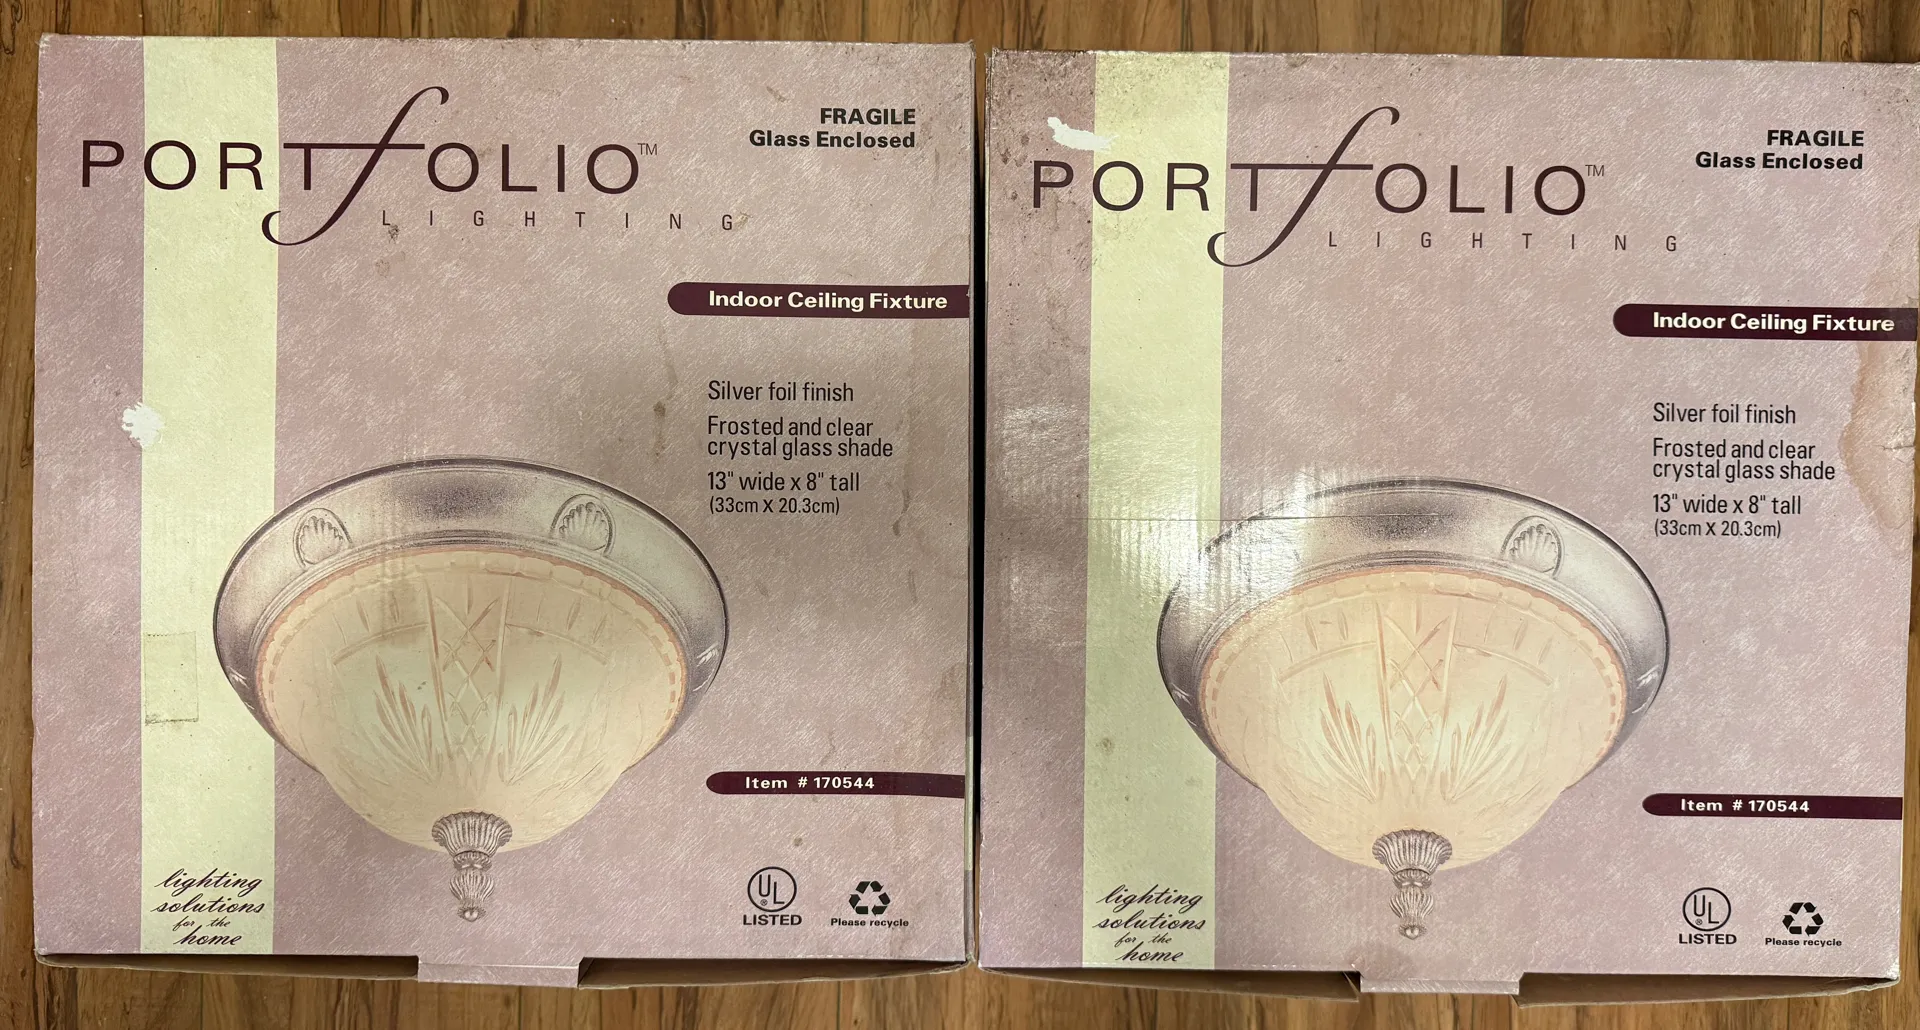 PORTfOLIO™
LIGHTING
FRAGILE
Glass Enclosed
Indoor Ceiling Fixture
Silver foil finish
Frosted and clear
crystal glass shade
13" wide x 8" tall
(33cm x 20.3cm)
Item # 170544
lighting
solutions
for the
home
UL
®
LISTED
Please recycle
PORTfOLIO™
LIGHTING
FRAGILE
Glass Enclosed
Indoor Ceiling Fixture
Silver foil finish
Frosted and clear
crystal glass shade
13" wide x 8" tall
(33cm x 20.3cm)
Item # 170544
lighting
solutions
for the
home
UL
®
LISTED
Please recycle